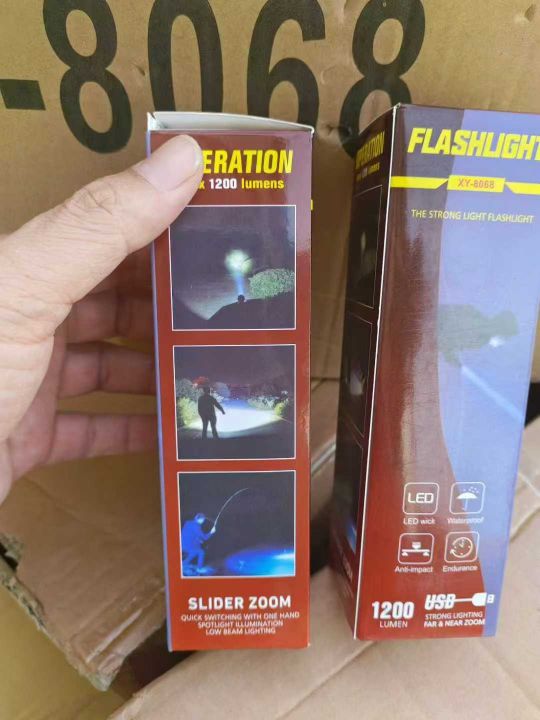 -8068
ERATION
x 1200 lumens
SLIDER ZOOM
QUICK SWITCHING WITH ONE HAND
SPOTLIGHT ILLUMINATION
LOW BEAM LIGHTING
FLASHLIGHT
XY-8068
THE STRONG LIGHT FLASHLIGHT
LED
LED wick
Waterproof
Anti-impact
Endurance
1200
LUMEN
USB
STRONG LIGHTING
FAR & NEAR ZOOM